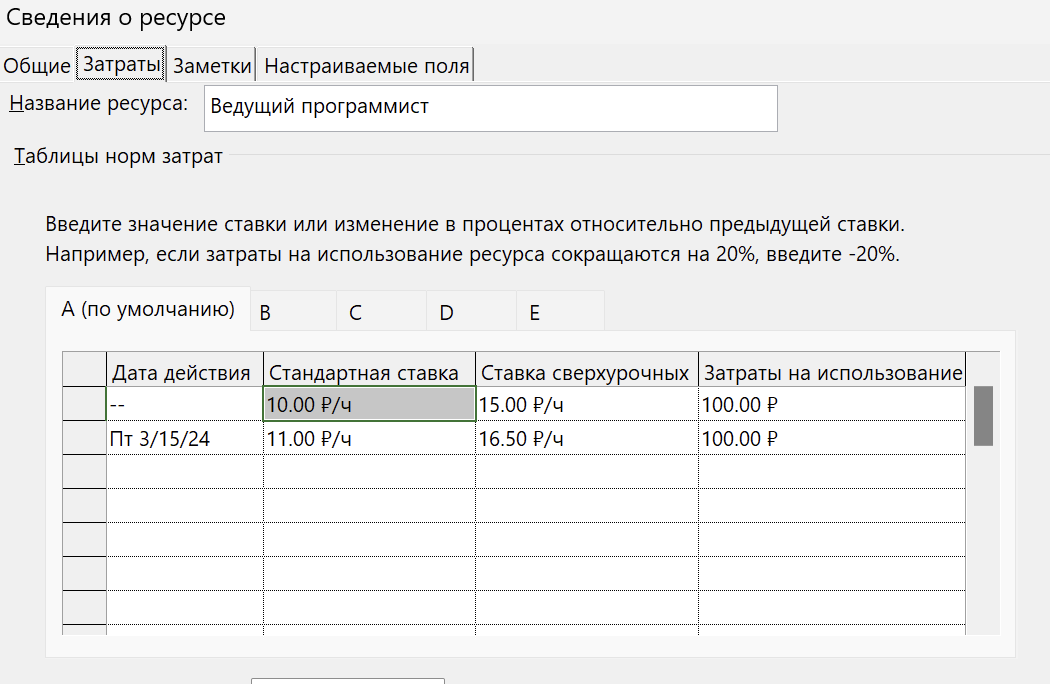 Сведения о ресурсе
Общие Затраты Заметки Настраиваемые поля
Название ресурса: Ведущий программист
Таблицы норм затрат
Введите значение ставки или изменение в процентах относительно предыдущей ставки.
Например, если затраты на использование ресурса сокращаются на 20%, введите -20%.
A (по умолчанию) B C D E
Дата действия Стандартная ставка Ставка сверхурочных Затраты на использование
-- 10.00 ₽/ч 15.00 ₽/ч 100.00 ₽
Пт 3/15/24 11.00 ₽/ч 16.50 ₽/ч 100.00 ₽